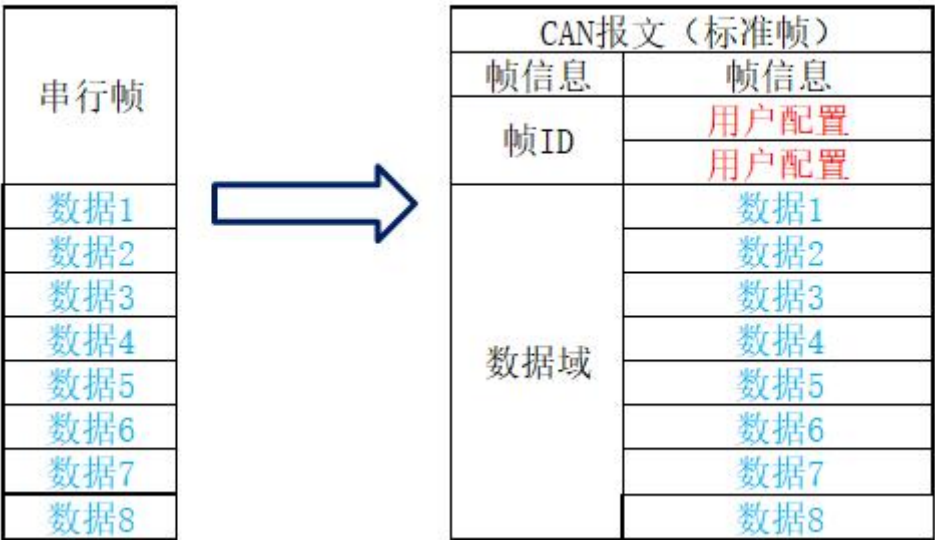 串行帧
数据1
数据2
数据3
数据4
数据5
数据6
数据7
数据8
CAN报文（标准帧）
帧信息 帧信息
帧ID
用户配置
用户配置
数据域
数据1
数据2
数据3
数据4
数据5
数据6
数据7
数据8